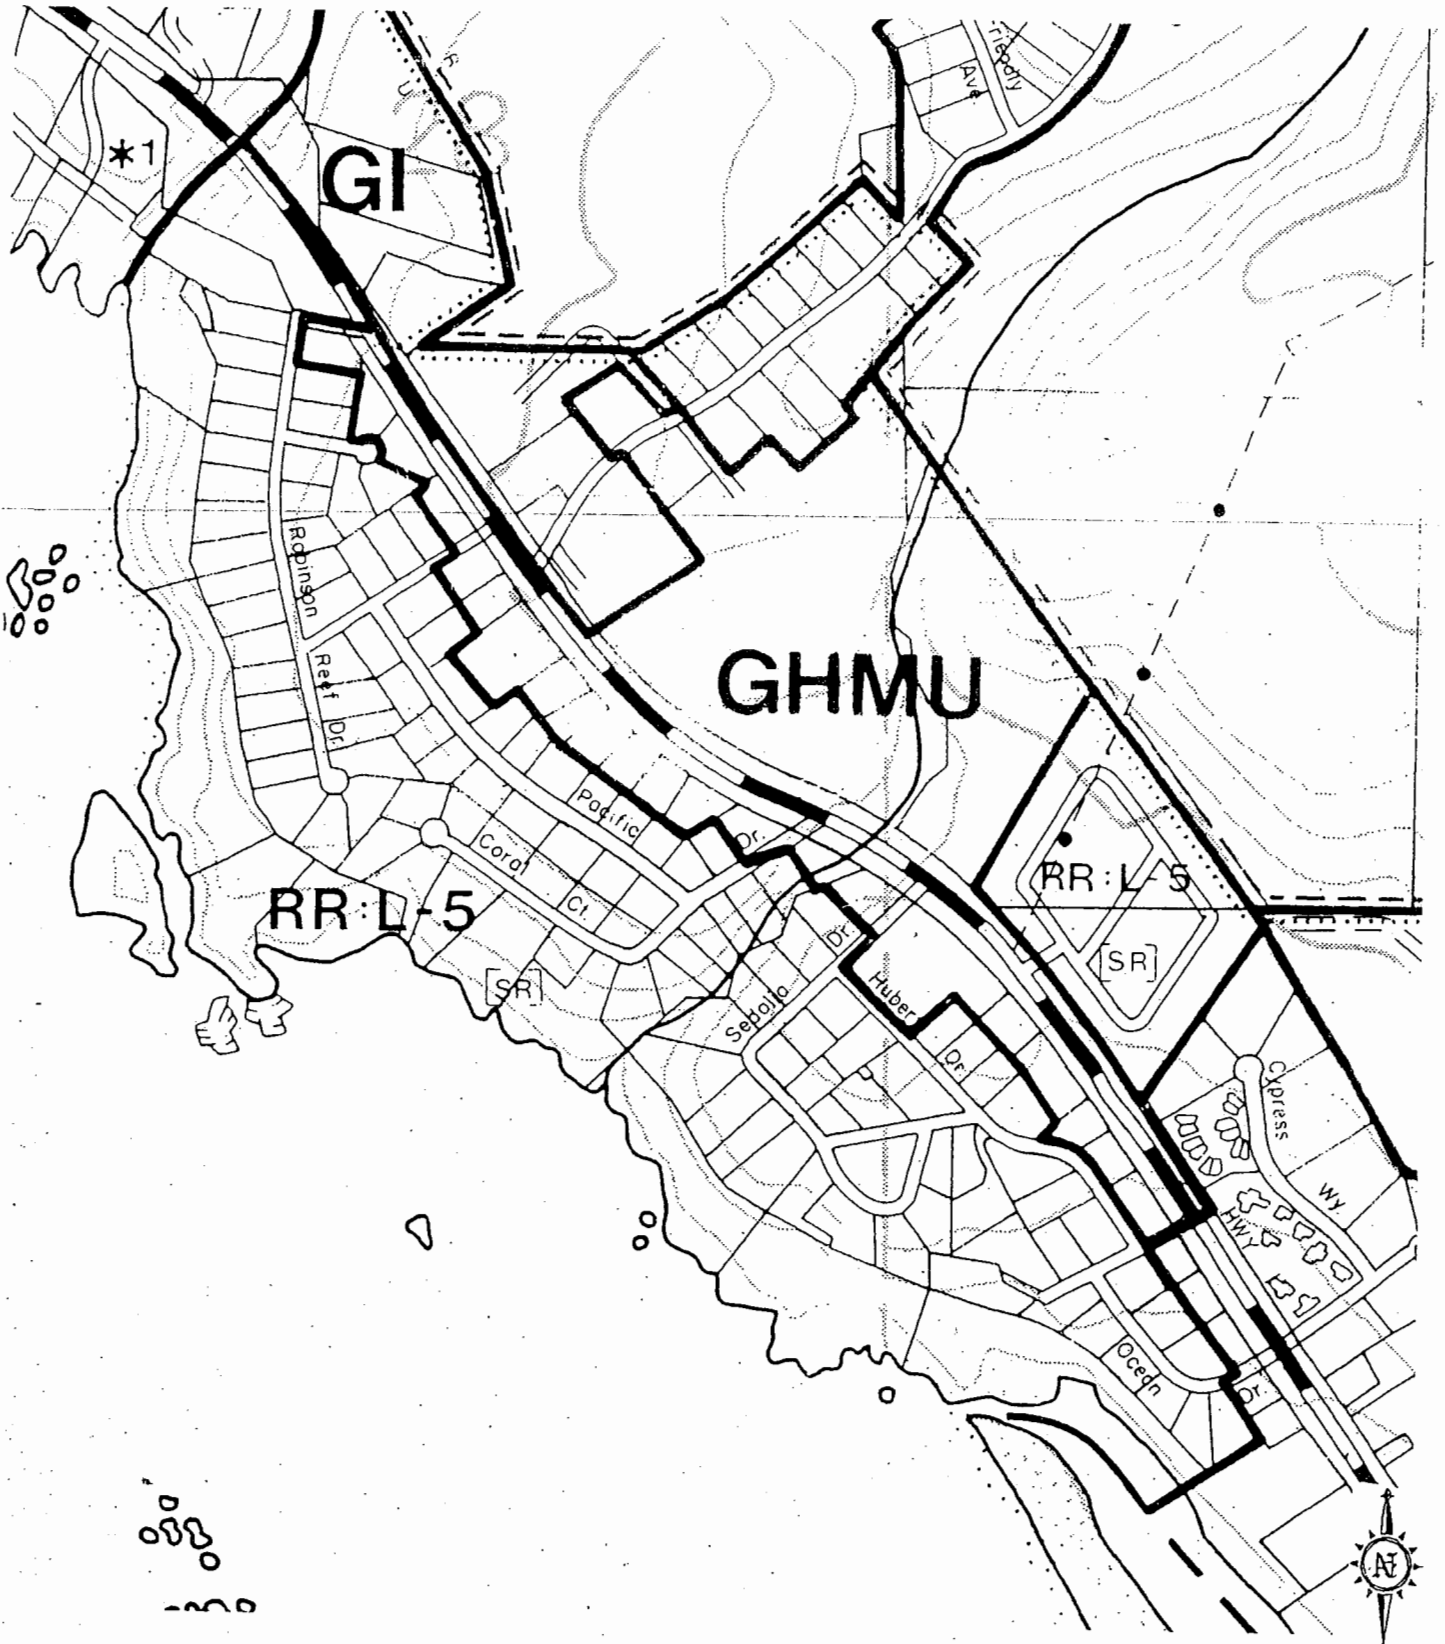 Friendly
Ave
*1
GI
Robinson
Reef Dr.
GHMU
Pacific
Dr.
Coral
Ct.
RR:L-5
RR:L-5
[SR]
[SR]
Dr.
Sedalia
Huber
Dr.
Cypress
Wy
HWY
Ocean
Dr.
N